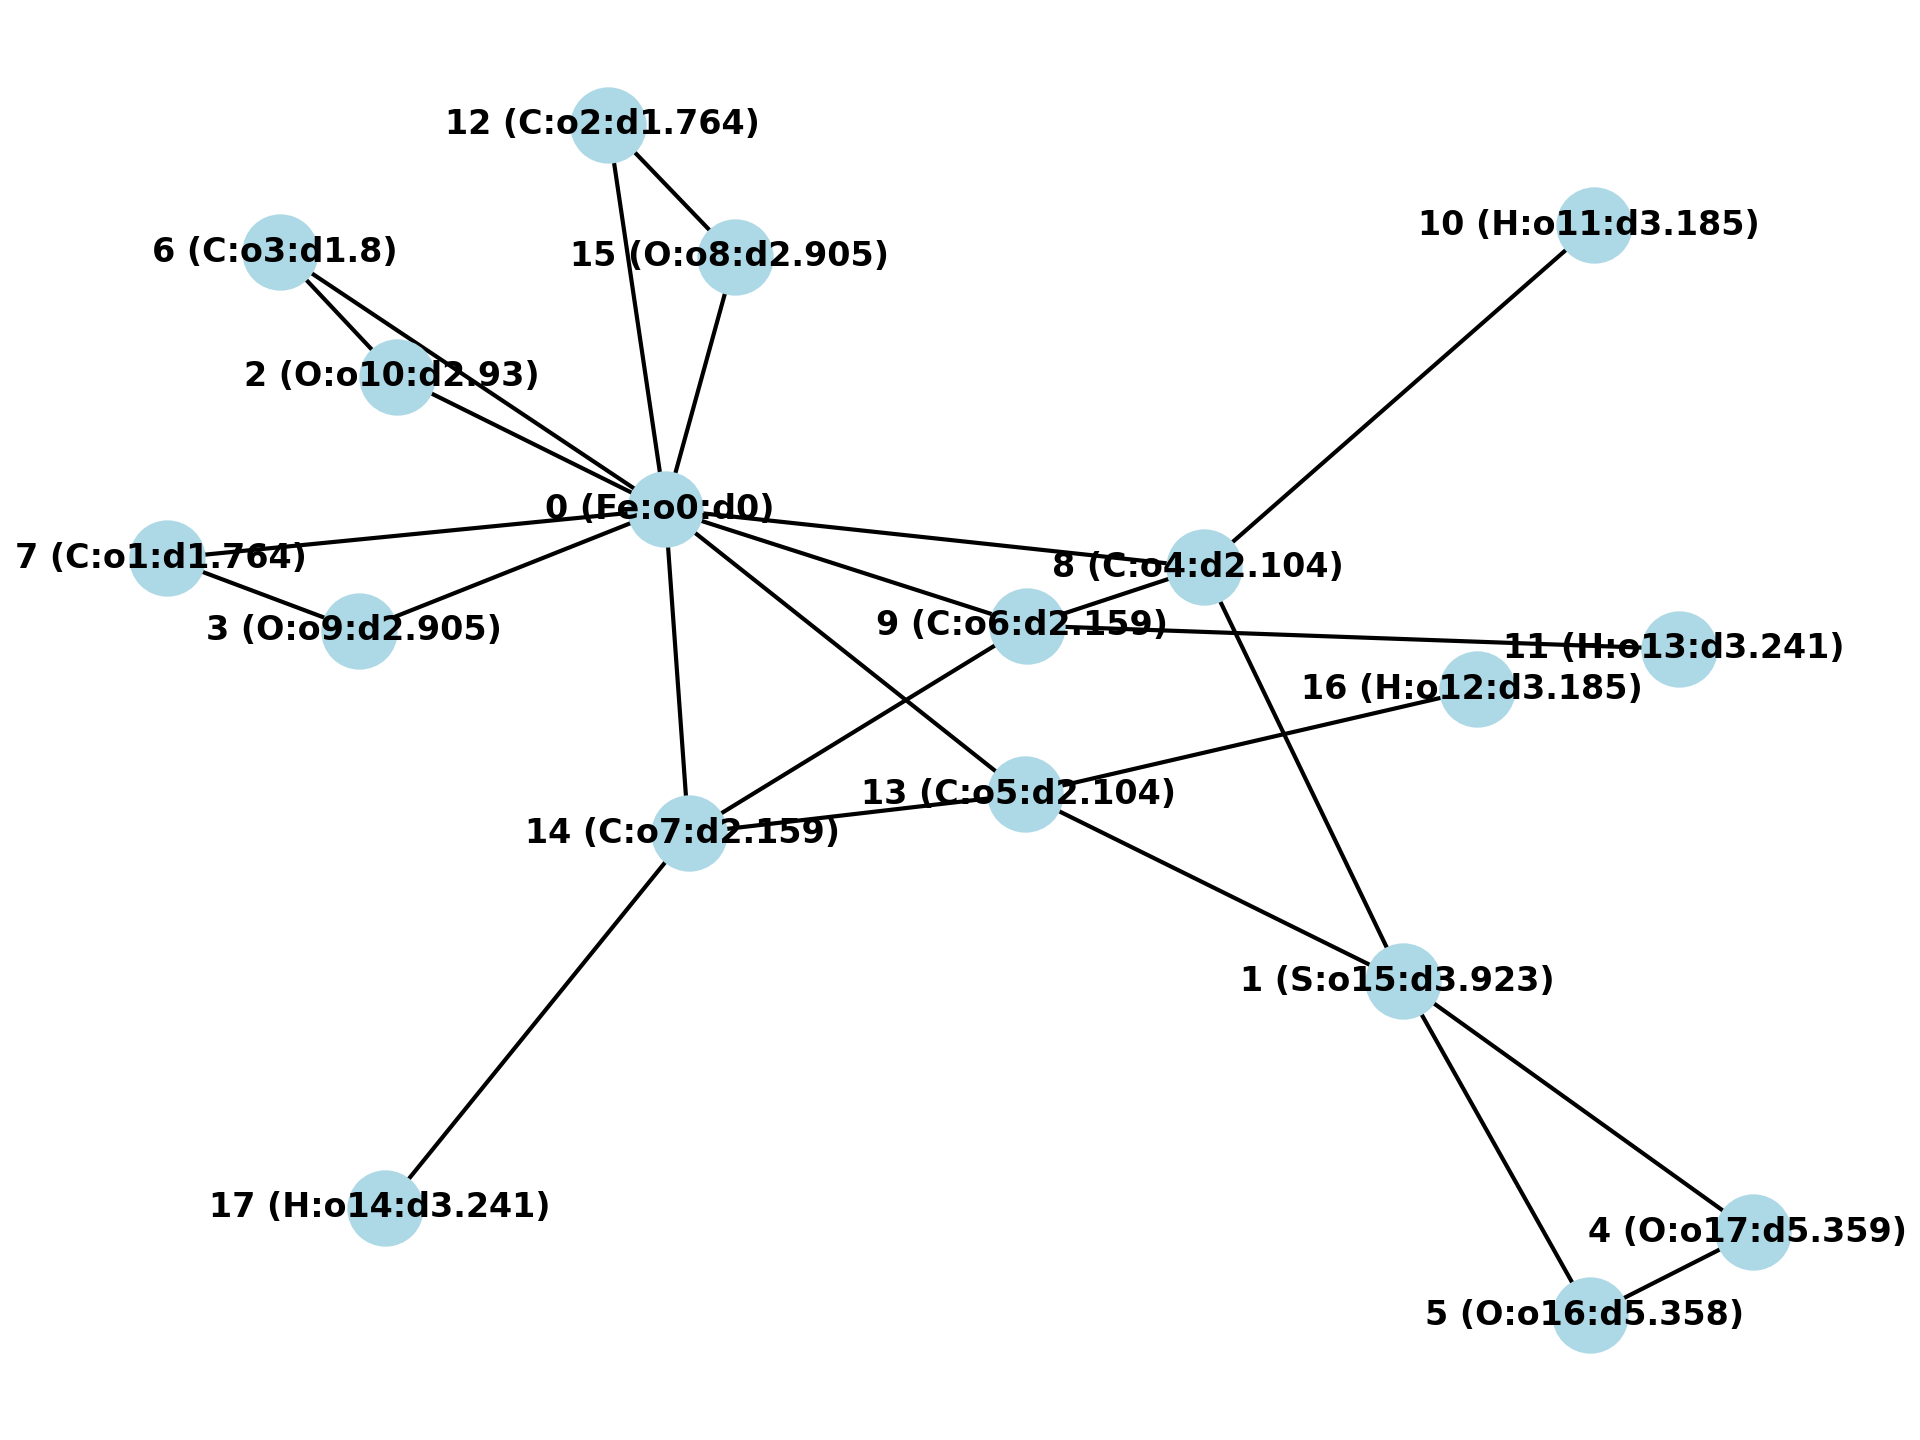 12 (C:o2:d1.764)
10 (H:o11:d3.185)
6 (C:o3:d1.8)
15 (O:o8:d2.905)
2 (O:o10:d2.93)
0 (Fe:o0:d0)
7 (C:o1:d1.764)
8 (C:o4:d2.104)
3 (O:o9:d2.905)
9 (C:o6:d2.159)
11 (H:o13:d3.241)
16 (H:o12:d3.185)
13 (C:o5:d2.104)
14 (C:o7:d2.159)
1 (S:o15:d3.923)
17 (H:o14:d3.241)
4 (O:o17:d5.359)
5 (O:o16:d5.358)